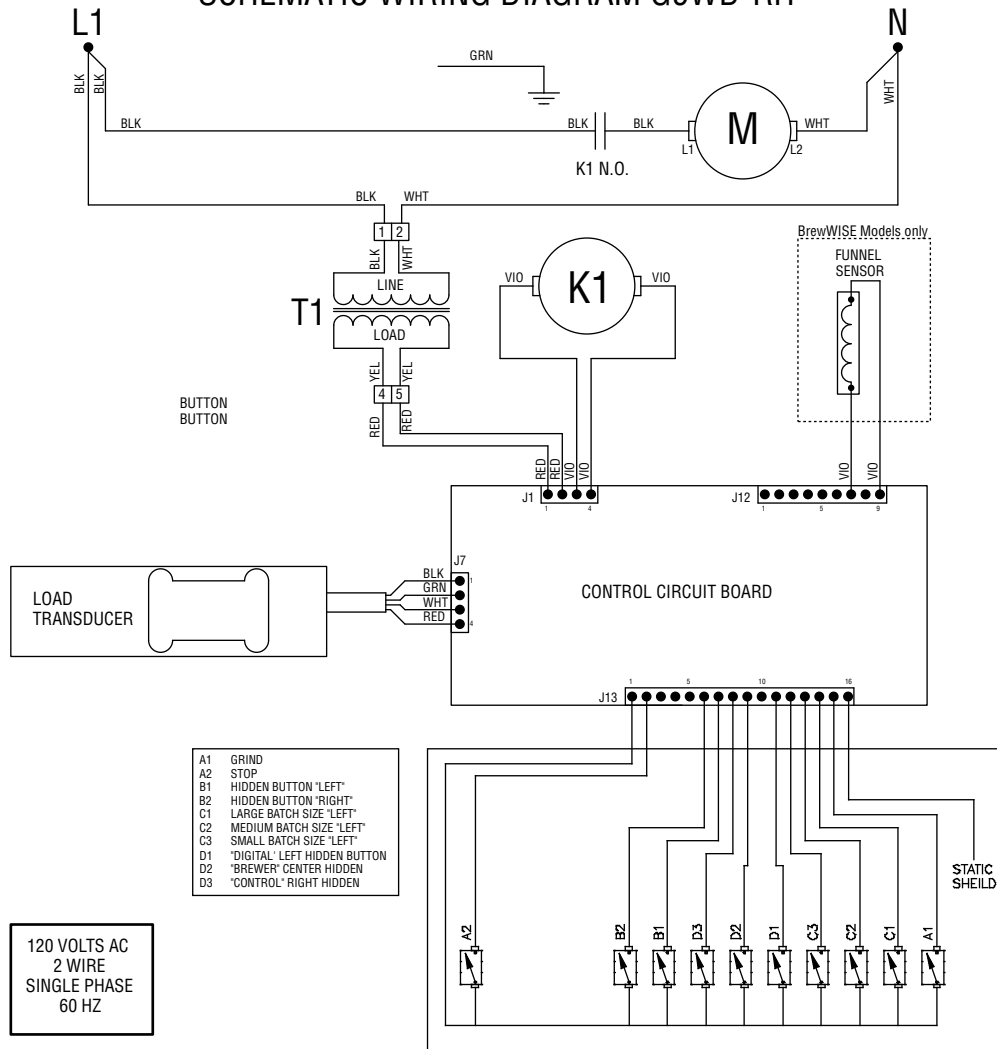 L1
N
GRN
BLK
BLK
WHT
BLK
BLK
BLK
M
WHT
L1
L2
K1 N.O.
BLK
WHT
1 2
BLK
WHT
LINE
T1
LOAD
YEL
YEL
4 5
RED
RED
VIO
K1
VIO
BrewWISE Models only
FUNNEL
SENSOR
BUTTON
BUTTON
RED
RED
VIO
VIO
VIO
VIO
J1
1
4
J12
1
5
9
J7
BLK
1
GRN
WHT
RED
4
LOAD
TRANSDUCER
CONTROL CIRCUIT BOARD
1
5
10
16
J13
A1 GRIND
A2 STOP
B1 HIDDEN BUTTON "LEFT"
B2 HIDDEN BUTTON "RIGHT"
C1 LARGE BATCH SIZE "LEFT"
C2 MEDIUM BATCH SIZE "LEFT"
C3 SMALL BATCH SIZE "LEFT"
D1 "DIGITAL' LEFT HIDDEN BUTTON
D2 "BREWER" CENTER HIDDEN
D3 "CONTROL" RIGHT HIDDEN
STATIC
SHEILD
A2
B2
B1
D3
D2
D1
C3
C2
C1
A1
120 VOLTS AC
2 WIRE
SINGLE PHASE
60 HZ